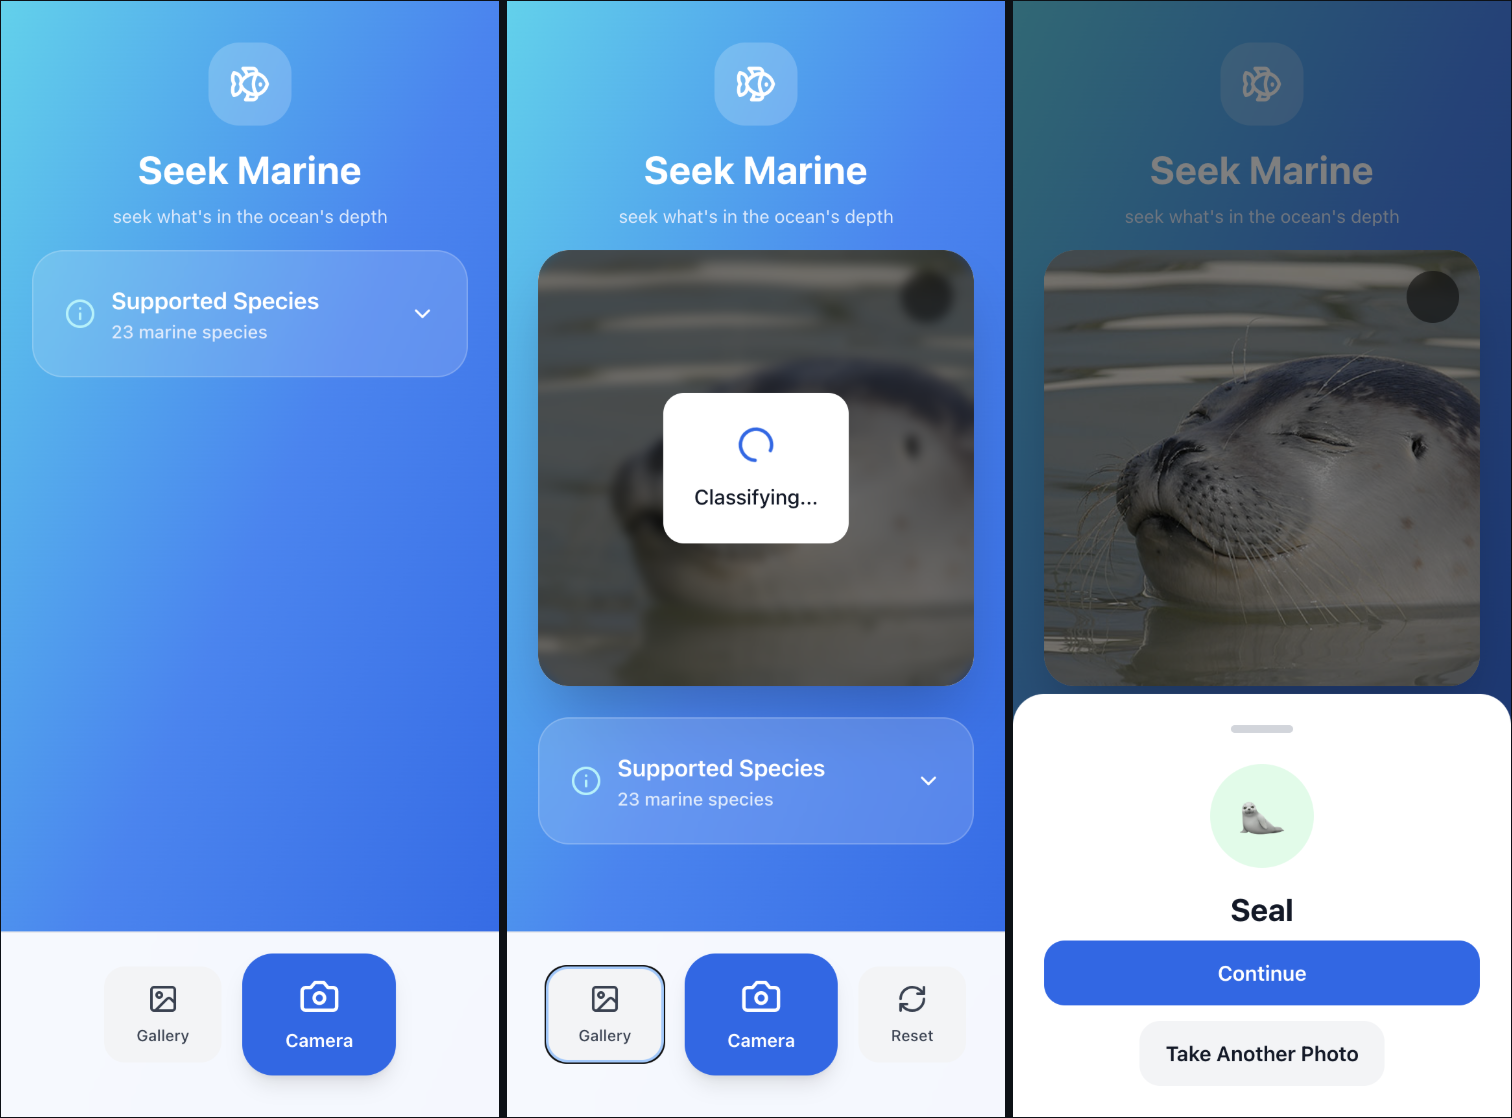 Seek Marine
seek what's in the ocean's depth
Supported Species
23 marine species
Gallery
Camera
Seek Marine
seek what's in the ocean's depth
Classifying...
Supported Species
23 marine species
Gallery
Camera
Reset
Seek Marine
seek what's in the ocean's depth
Seal
Continue
Take Another Photo